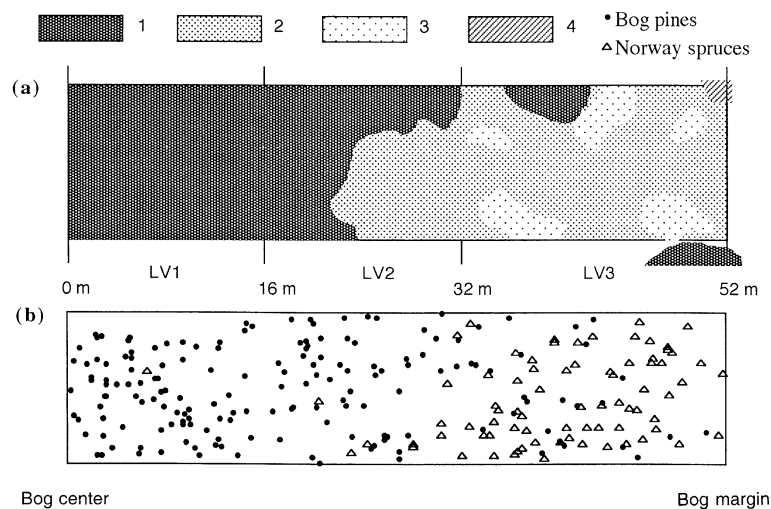 1 2 3 4 Bog pines
Norway spruces
(a)
LV1 LV2 LV3
0 m 16 m 32 m 52 m
(b)
Bog center Bog margin